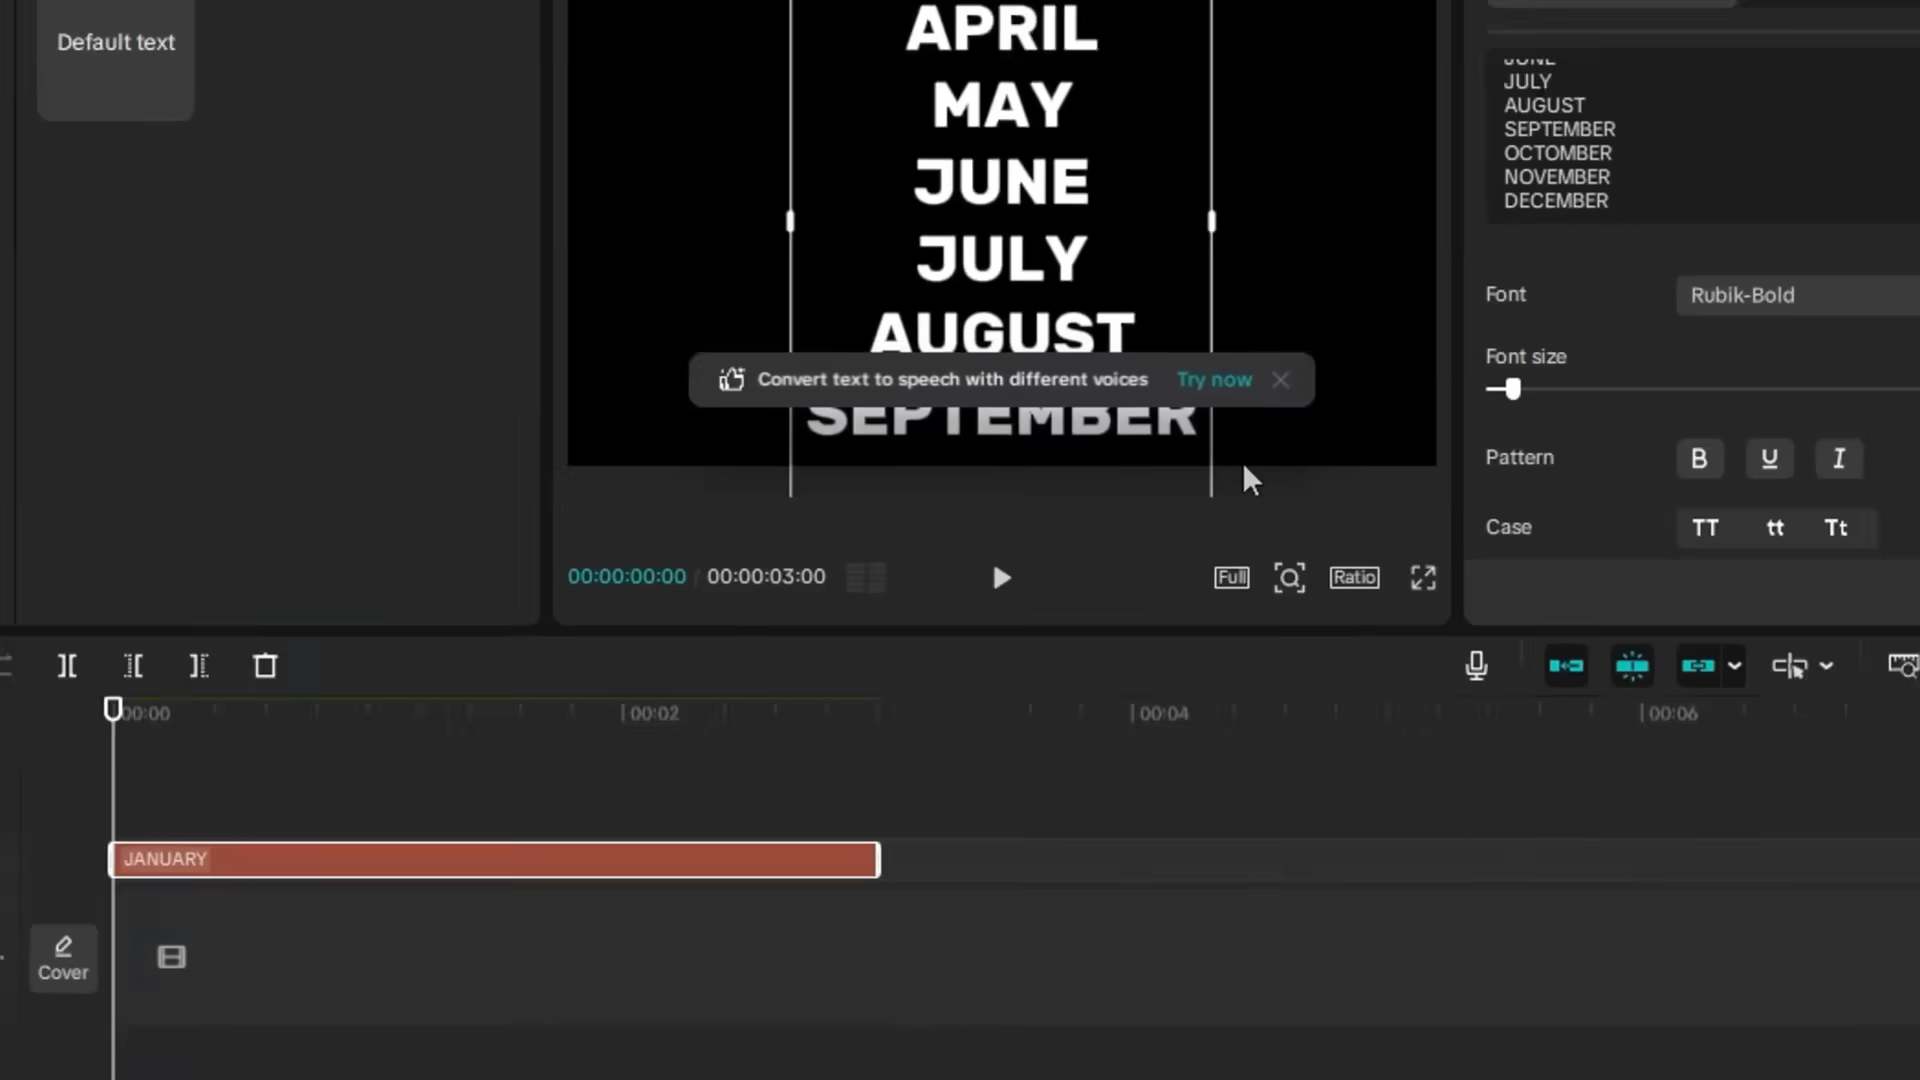 Default text
APRIL
MAY
JUNE
JULY
AUGUST
Convert text to speech with different voices Try now
SEPTEMBER
00:00:00:00 / 00:00:03:00
Full
Ratio
JUNE
JULY
AUGUST
SEPTEMBER
OCTOMBER
NOVEMBER
DECEMBER
Font Rubik-Bold
Font size
Pattern B U I
Case TT tt Tt
00:00 00:02 00:04 00:06
JANUARY
Cover